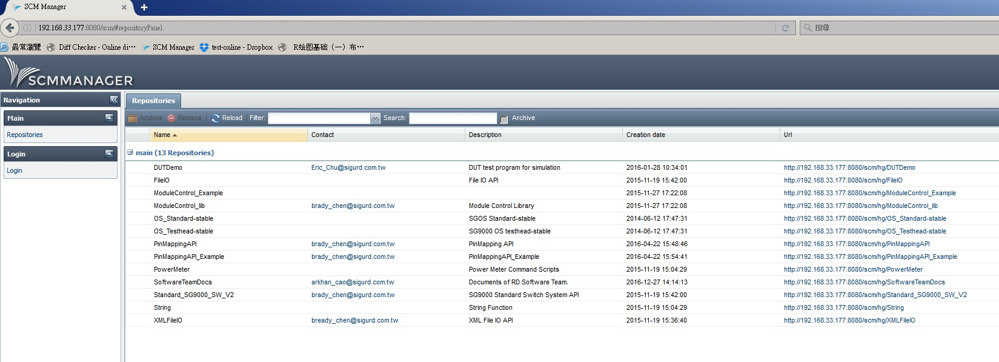 SCM Manager
192.168.33.177:8080/scm/#repositoryPanel 搜尋
最常瀏覽 Diff Checker - Online di··· SCM Manager test-online - Dropbox R绘图基础（一）布···
SCMMANAGER
Navigation
Main
Repositories
Login
Login
Repositories
Archive Remove Reload Filter: Search: Archive
Name Contact Description Creation date Url
main (13 Repositories)
DUTDemo Eric_Chu@sigurd.com.tw DUT test program for simulation 2016-01-28 10:34:01 http://192.168.33.177:8080/scm/hg/DUTDemo
FileIO File IO API 2015-11-19 15:42:00 http://192.168.33.177:8080/scm/hg/FileIO
ModuleControl_Example 2015-11-27 17:22:08 http://192.168.33.177:8080/scm/hg/ModuleControl_Example
ModuleControl_lib brady_chen@sigurd.com.tw Module Control Library 2015-11-27 17:22:08 http://192.168.33.177:8080/scm/hg/ModuleControl_lib
OS_Standard-stable SGOS Standard-stable 2014-06-12 17:47:31 http://192.168.33.177:8080/scm/hg/OS_Standard-stable
OS_Testhead-stable SG9000 OS testhead-stable 2014-06-12 17:47:31 http://192.168.33.177:8080/scm/hg/OS_Testhead-stable
PinMappingAPI brady_chen@sigurd.com.tw PinMapping API 2016-04-22 15:48:46 http://192.168.33.177:8080/scm/hg/PinMappingAPI
PinMappingAPI_Example brady_chen@sigurd.com.tw PinMappingAPI_Example 2016-04-22 15:54:41 http://192.168.33.177:8080/scm/hg/PinMappingAPI_Example
PowerMeter Power Meter Command Scripts 2015-11-19 15:04:29 http://192.168.33.177:8080/scm/hg/PowerMeter
SoftwareTeamDocs arkhan_cao@sigurd.com.tw Documents of RD Software Team. 2016-12-27 14:14:13 http://192.168.33.177:8080/scm/hg/SoftwareTeamDocs
Standard_SG9000_SW_V2 brady_chen@sigurd.com.tw SG9000 Standard Switch System API 2015-11-19 15:42:00 http://192.168.33.177:8080/scm/hg/Standard_SG9000_SW_V2
String String Function 2015-11-19 15:04:29 http://192.168.33.177:8080/scm/hg/String
XMLFileIO bready_chen@sigurd.com.tw XML File IO API 2015-11-19 15:36:40 http://192.168.33.177:8080/scm/hg/XMLFileIO